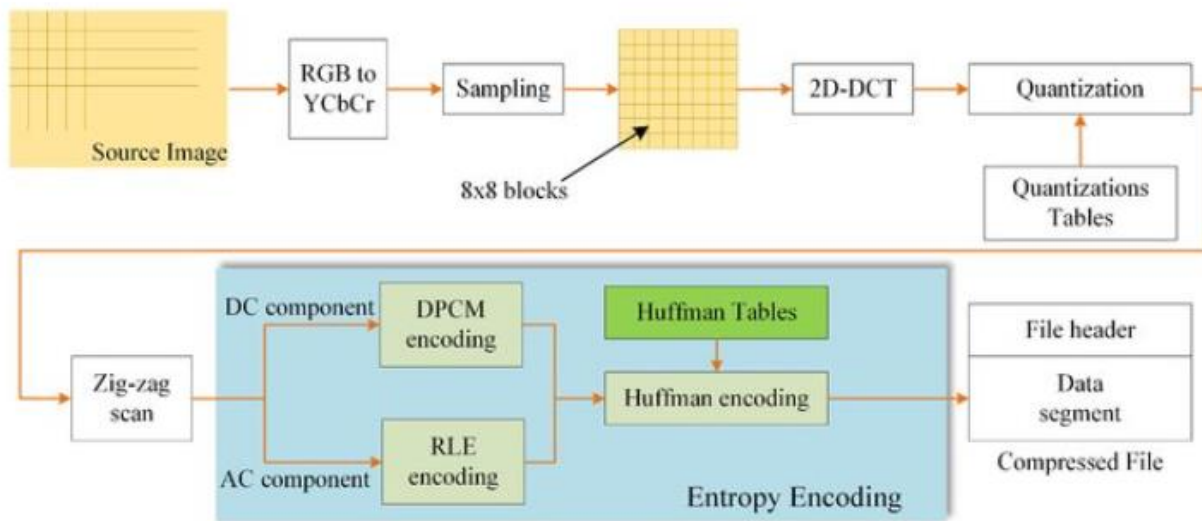 Source Image
RGB to
YCbCr
Sampling
8x8 blocks
2D-DCT
Quantization
Quantizations
Tables
Zig-zag
scan
DC component
AC component
DPCM
encoding
RLE
encoding
Huffman Tables
Huffman encoding
Entropy Encoding
File header
Data
segment
Compressed File